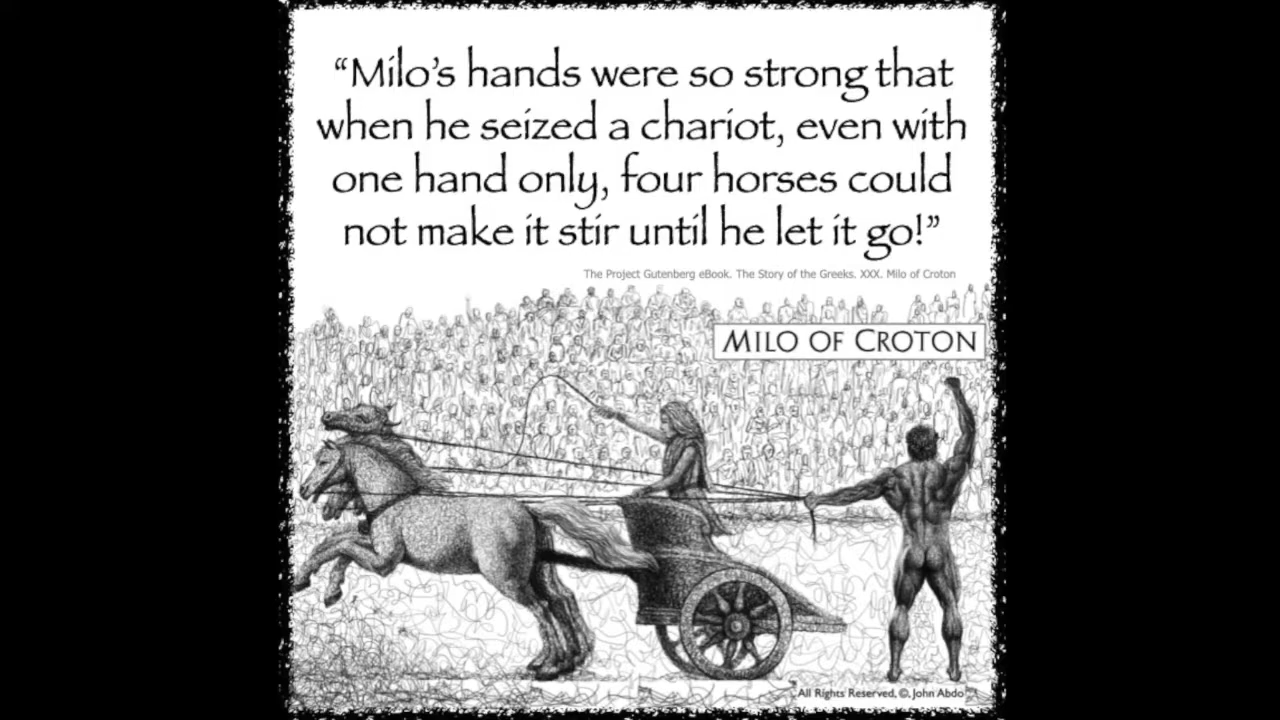 “Milo’s hands were so strong that
when he seized a chariot, even with
one hand only, four horses could
not make it stir until he let it go!”
The Project Gutenberg eBook. The Story of the Greeks. XXX. Milo of Croton
MILO OF CROTON
All Rights Reserved, ©, John Abdo